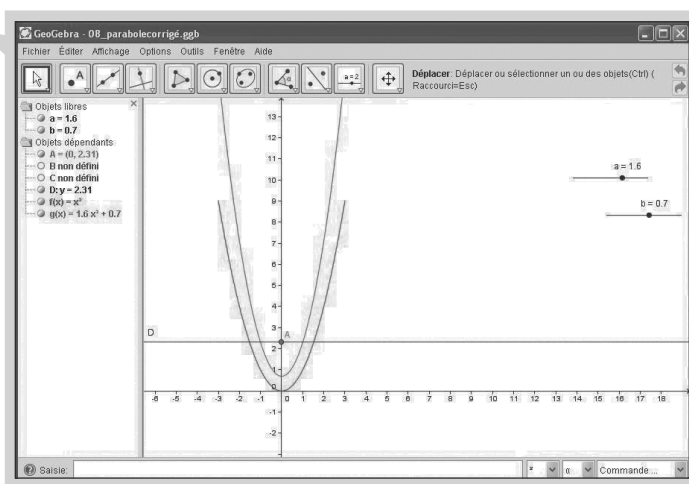 GeoGebra - 08_parabolecorrigé.ggb
Fichier Éditer Affichage Options Outils Fenêtre Aide
A
α
a=2
Déplacer: Déplacer ou sélectionner un ou des objets(Ctrl) (
Raccourci=Esc)
Objets libres
a = 1.6
b = 0.7
Objets dépendants
A = (0, 2.31)
B non défini
C non défini
D: y = 2.31
f(x) = x²
g(x) = 1.6 x² + 0.7
a = 1.6
b = 0.7
13
12
11
10
9
8
7
6
5
4
3
2
1
0
-1
-2
D
A
-6 -5 -4 -3 -2 -1 0 1 2 3 4 5 6 7 8 9 10 11 12 13 14 15 16 17 18
Saisie:
²
α
Commande ...